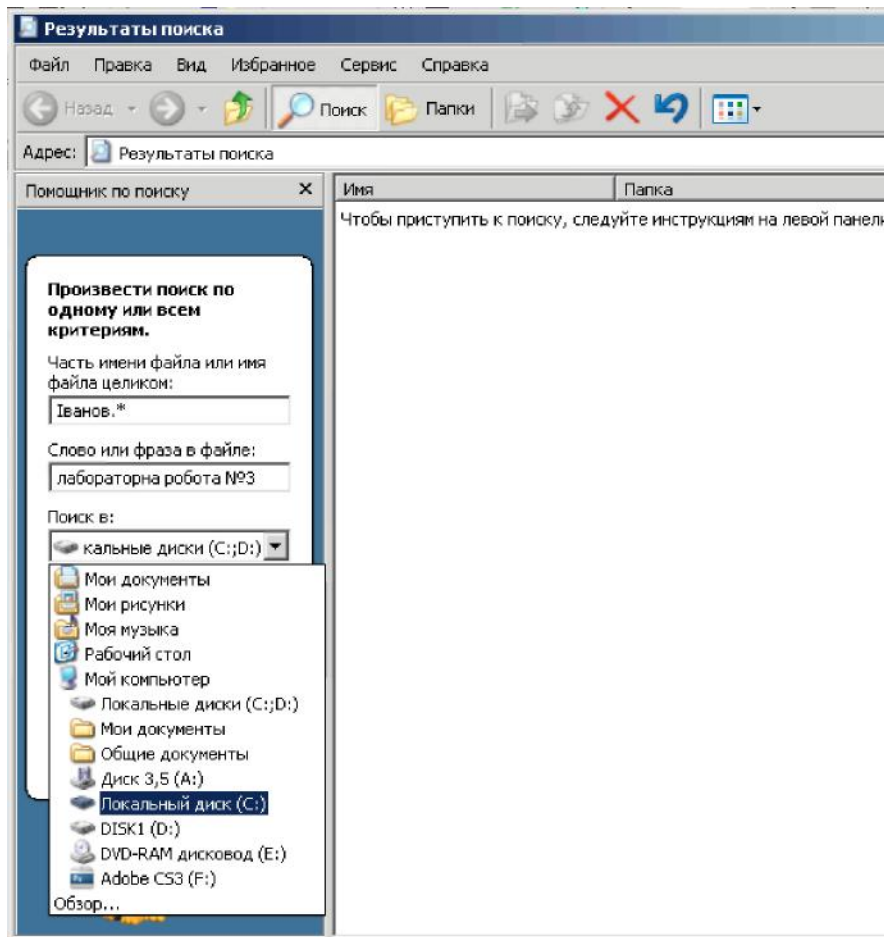 Результаты поиска
Файл Правка Вид Избранное Сервис Справка
Назад Поиск Папки
Адрес: Результаты поиска
Помощник по поиску X Имя Папка
Чтобы приступить к поиску, следуйте инструкциям на левой панели
Произвести поиск по
одному или всем
критериям.
Часть имени файла или имя
файла целиком:
Іванов.*
Слово или фраза в файле:
лабораторна робота №3
Поиск в:
кальные диски (C:;D:)
Мои документы
Мои рисунки
Моя музыка
Рабочий стол
Мой компьютер
Локальные диски (C:;D:)
Мои документы
Общие документы
Диск 3,5 (A:)
Локальный диск (C:)
DISK1 (D:)
DVD-RAM дисковод (E:)
Adobe CS3 (F:)
Обзор...